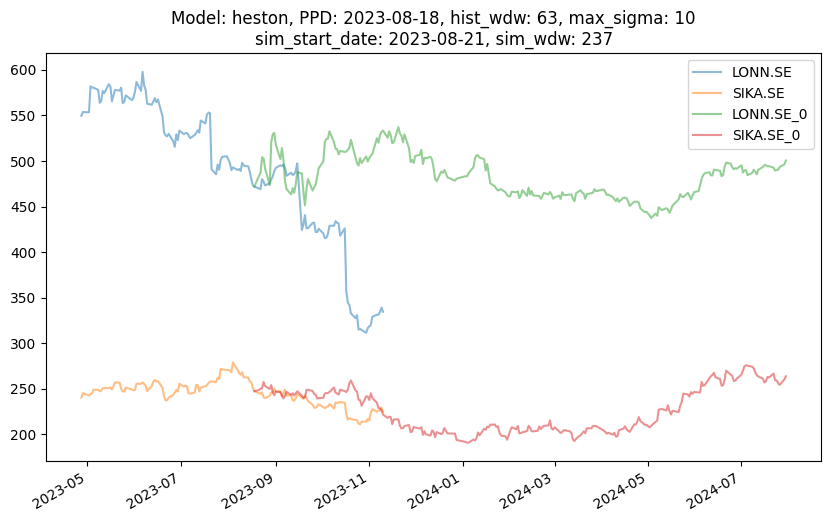 Model: heston, PPD: 2023-08-18, hist_wdw: 63, max_sigma: 10
sim_start_date: 2023-08-21, sim_wdw: 237
LONN.SE
SIKA.SE
LONN.SE_0
SIKA.SE_0
600
550
500
450
400
350
300
250
200
2023-05
2023-07
2023-09
2023-11
2024-01
2024-03
2024-05
2024-07